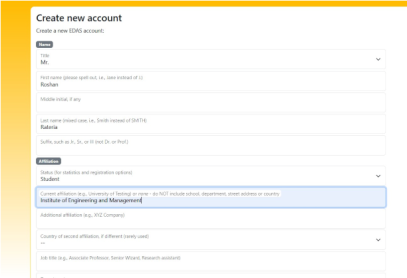 Create new account
Create a new EDAS account:
Name
Title
Mr.
First name (please spell out, i.e., Jane instead of J.)
Roshan
Middle initial, if any
Last name (mixed case, i.e., Smith instead of SMITH)
Suffix, such as Jr., Sr. or III (not Dr. or Prof.)
Affiliation
Status (for statistics and registration options)
Student
Current affiliation (e.g., University of Testing) or none - do NOT include school, department, street address or country
Institute of Engineering and Management
Additional affiliation (e.g., XYZ Company)
Country of second affiliation, if different (rarely used)
---
Job title (e.g., Associate Professor, Senior Wizard, Research assistant)